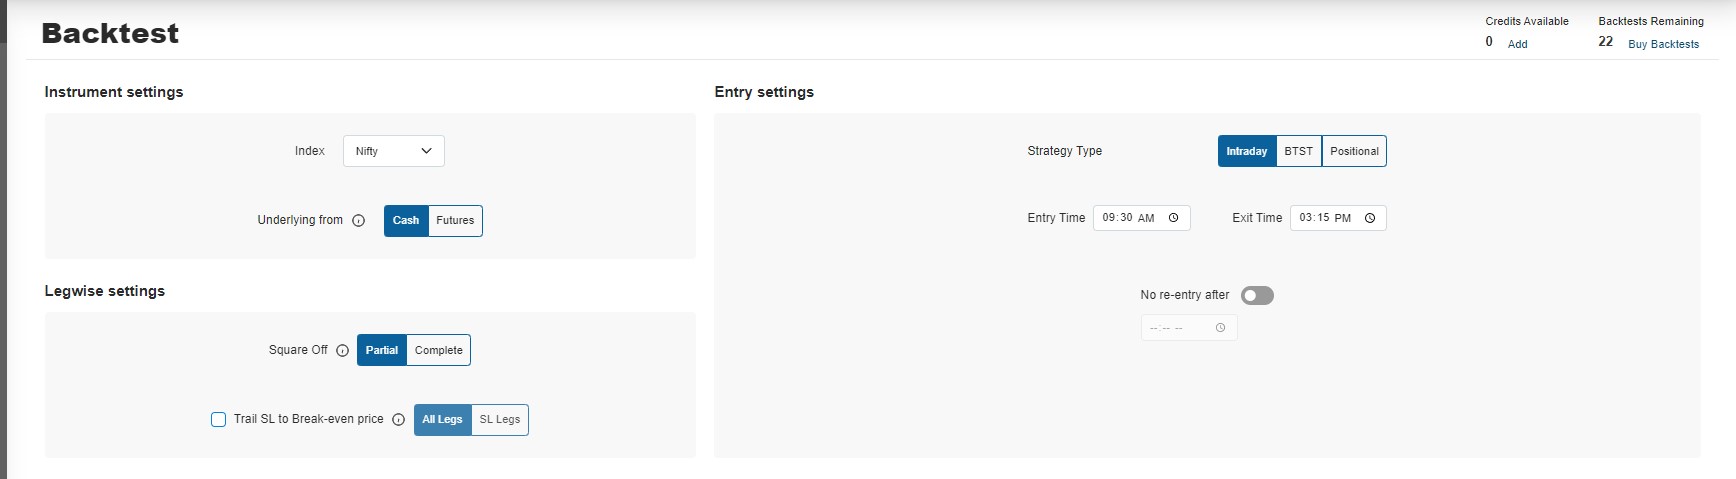 Backtest
Credits Available
0 Add
Backtests Remaining
22 Buy Backtests
Instrument settings
Index Nifty
Underlying from Cash Futures
Legwise settings
Square Off Partial Complete
Trail SL to Break-even price All Legs SL Legs
Entry settings
Strategy Type Intraday BTST Positional
Entry Time 09:30 AM Exit Time 03:15 PM
No re-entry after
--:-- --